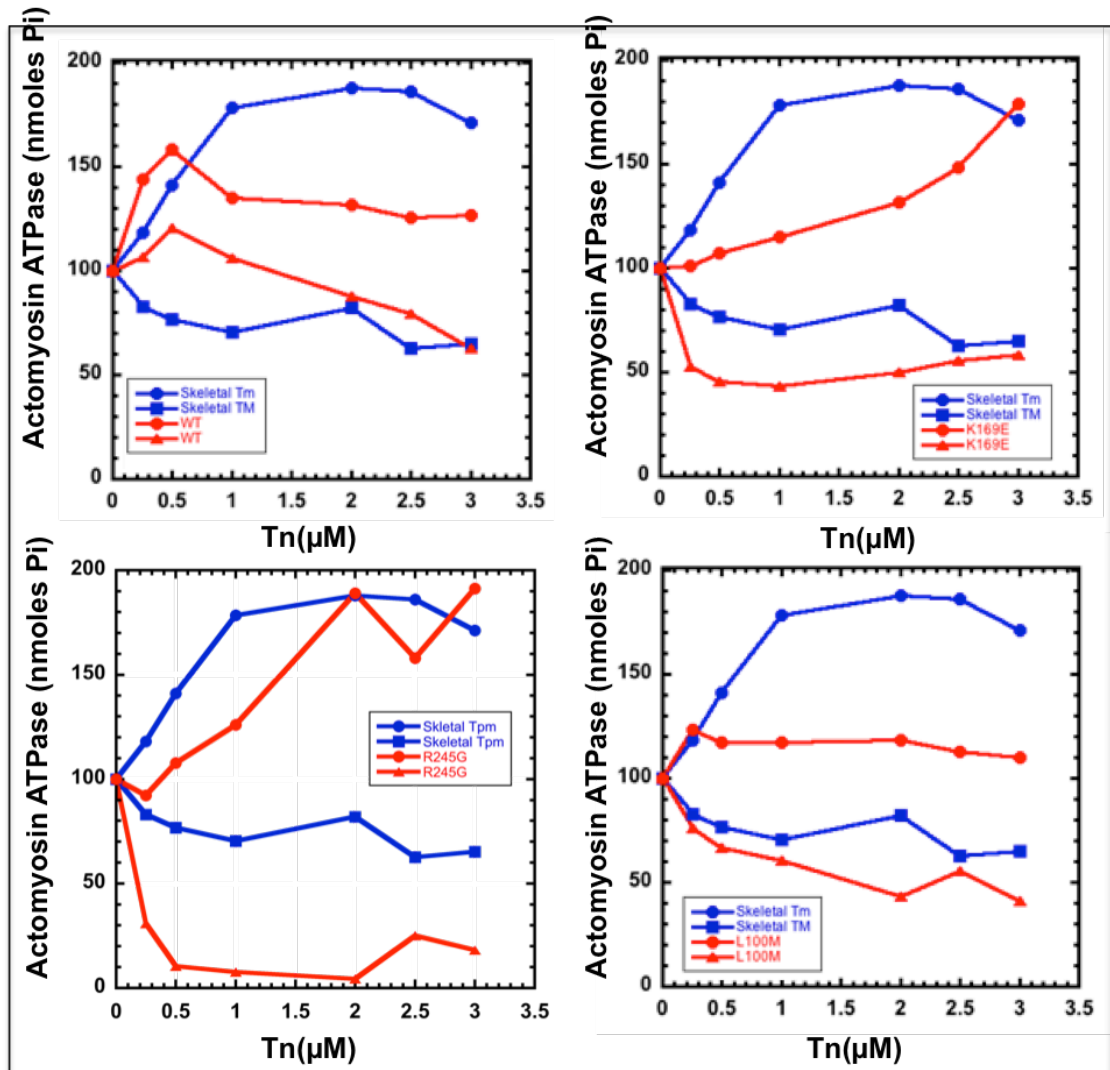 Actomyosin ATPase (nmoles Pi)
200
150
100
50
0
Skeletal Tm
Skeletal TM
WT
WT
0 0.5 1 1.5 2 2.5 3 3.5
Tn(µM)
Actomyosin ATPase (nmoles Pi)
200
150
100
50
0
Skeletal Tm
Skeletal TM
K169E
K169E
0 0.5 1 1.5 2 2.5 3 3.5
Tn(µM)
Actomyosin ATPase (nmoles Pi)
200
150
100
50
0
Skletal Tpm
Skeletal Tpm
R245G
R245G
0 0.5 1 1.5 2 2.5 3 3.5
Tn(µM)
Actomyosin ATPase (nmoles Pi)
200
150
100
50
0
Skeletal Tm
Skeletal TM
L100M
L100M
0 0.5 1 1.5 2 2.5 3 3.5
Tn(µM)